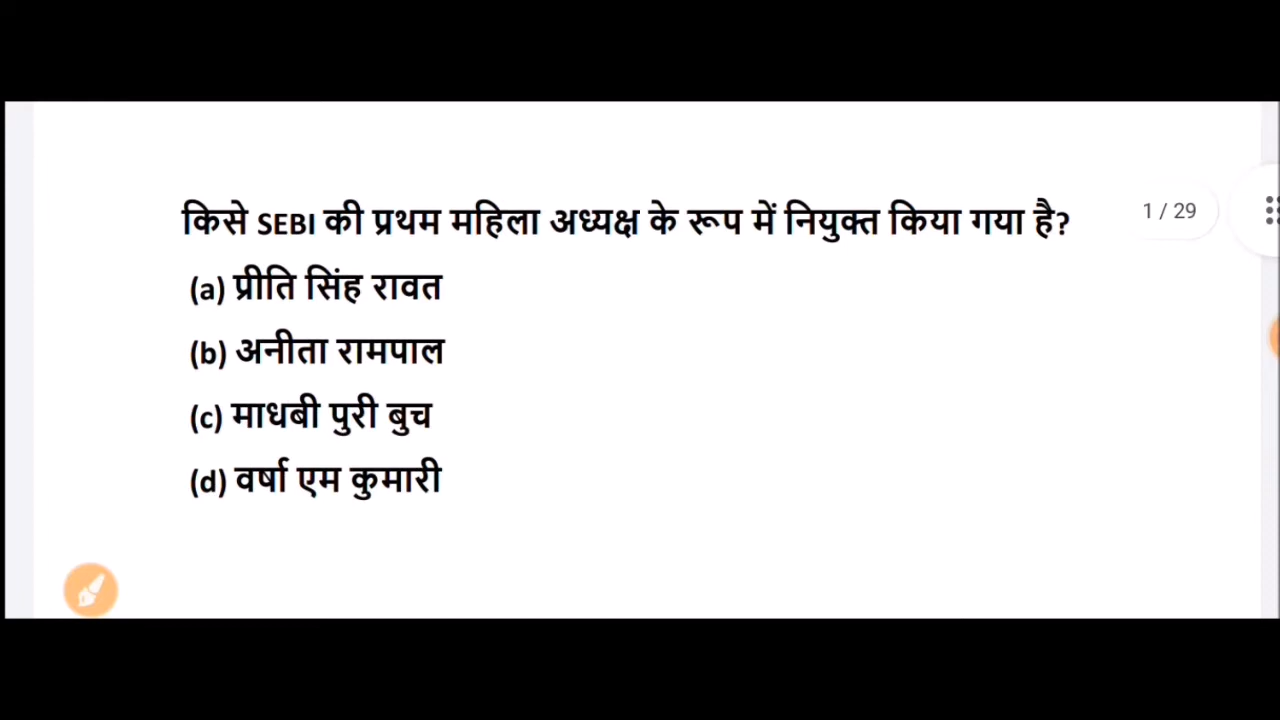 किसे SEBI की प्रथम महिला अध्यक्ष के रूप में नियुक्त किया गया है?
1 / 29
(a) प्रीति सिंह रावत
(b) अनीता रामपाल
(c) माधबी पुरी बुच
(d) वर्षा एम कुमारी